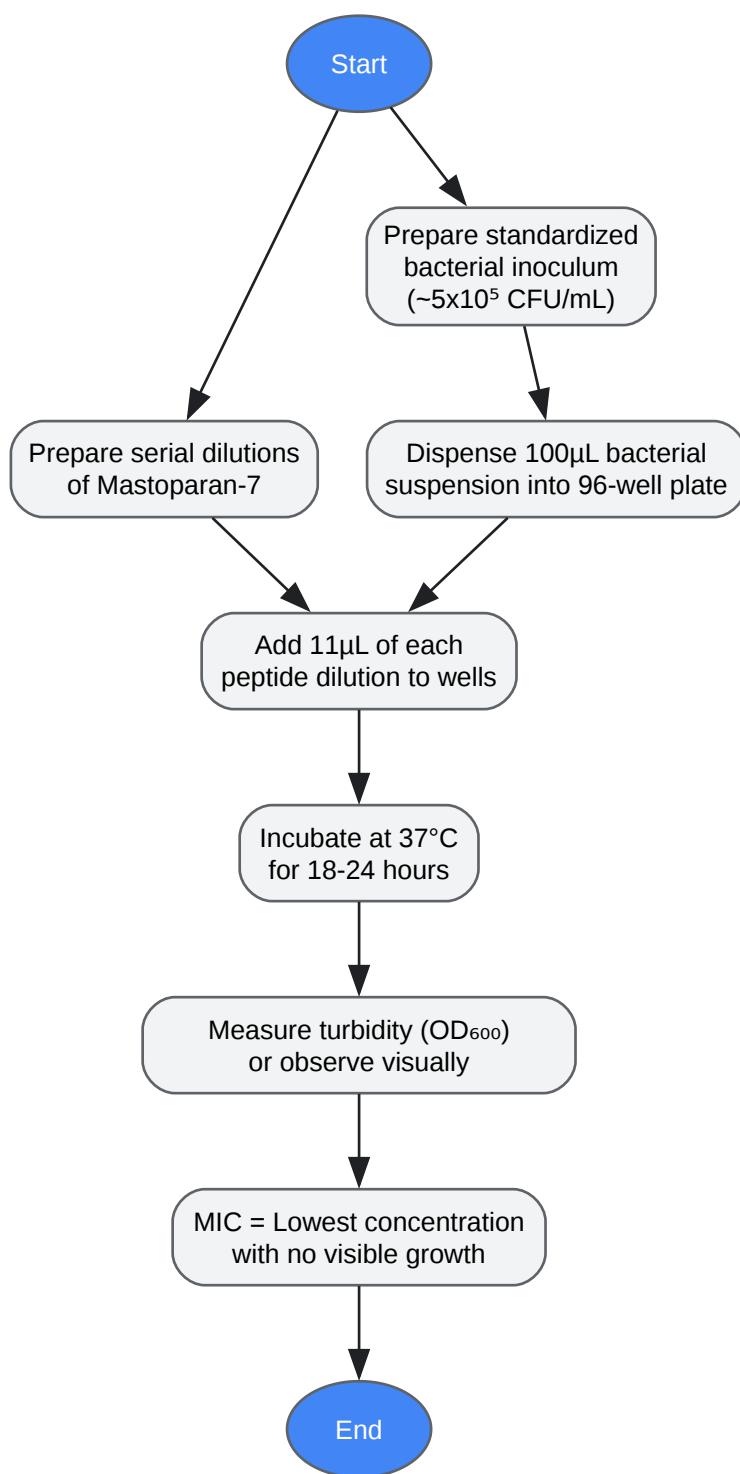 Start
Prepare standardized
bacterial inoculum
(~5x10⁵ CFU/mL)
Prepare serial dilutions
of Mastoparan-7
Dispense 100µL bacterial
suspension into 96-well plate
Add 11µL of each
peptide dilution to wells
Incubate at 37°C
for 18-24 hours
Measure turbidity (OD₆₀₀)
or observe visually
MIC = Lowest concentration
with no visible growth
End